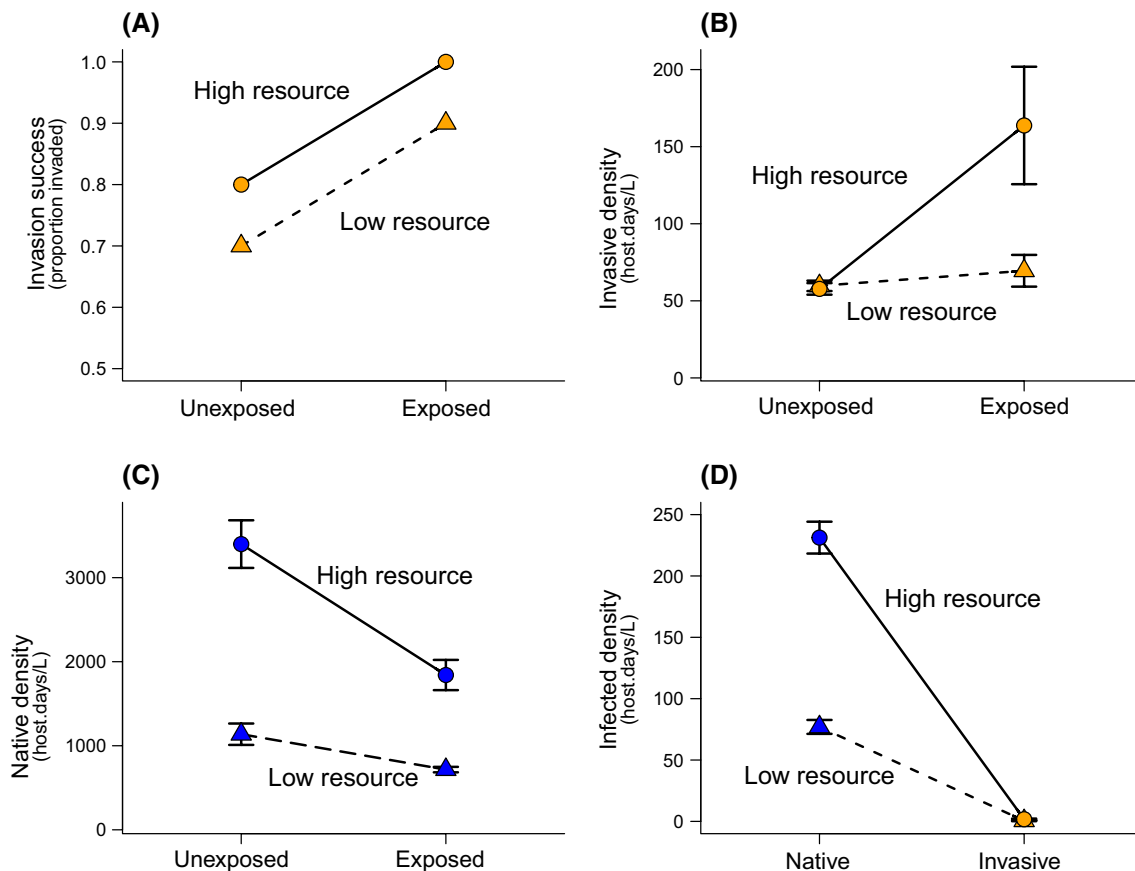 (A)
Invasion success
(proportion invaded)
1.0
0.9
0.8
0.7
0.6
0.5
High resource
Low resource
Unexposed
Exposed
(B)
Invasive density
(host.days/L)
200
150
100
50
0
High resource
Low resource
Unexposed
Exposed
(C)
Native density
(host.days/L)
3000
2000
1000
0
High resource
Low resource
Unexposed
Exposed
(D)
Infected density
(host.days/L)
250
200
150
100
50
0
High resource
Low resource
Native
Invasive